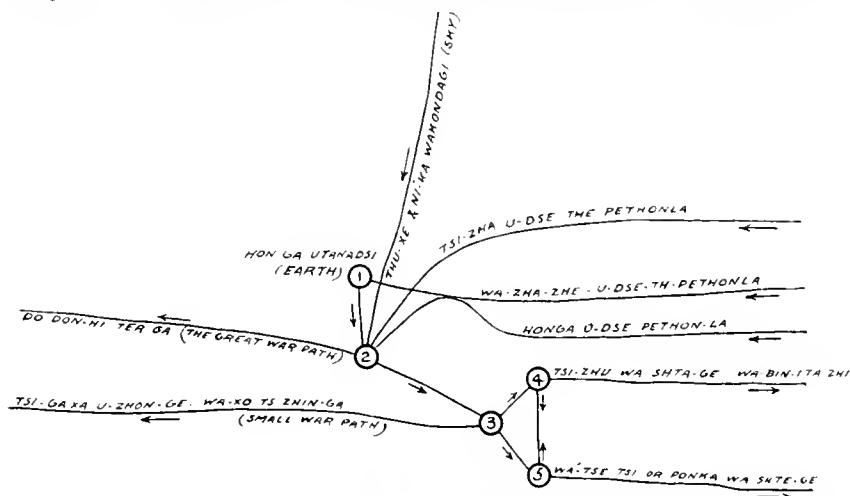 THU-XE & NI-KA WAKONDAGI (SKY)
TSI-ZHA U-DSE THE PETHONLA
HON GA UTANADSI
(EARTH)
1
WA-ZHA-ZHE-U-DSE-TH-PETHONLA
HONGA U-DSE PETHON-LA
DO DON-HI TER GA (THE GREAT WAR PATH)
2
4
TSI-ZHU WA SHTA-GE WA-BIN-ITA ZHI
TSI-GAXA U-ZHON-GE. WA-XO TS ZHIN-GA
(SMALL WAR PATH)
3
5
WA-TSE TSI OR PONKA WA SHTE-GE